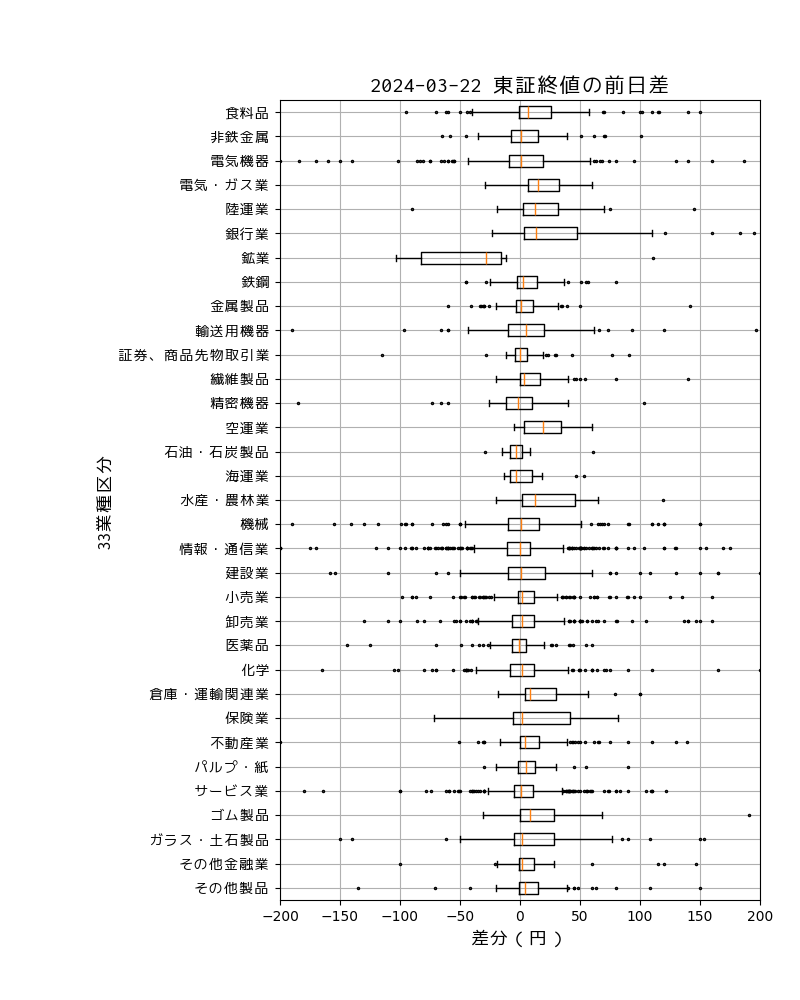 2024-03-22 東証終値の前日差
食料品
非鉄金属
電気機器
電気・ガス業
陸運業
銀行業
鉱業
鉄鋼
金属製品
輸送用機器
証券、商品先物取引業
繊維製品
精密機器
空運業
石油・石炭製品
海運業
水産・農林業
機械
情報・通信業
建設業
小売業
卸売業
医薬品
化学
倉庫・運輸関連業
保険業
不動産業
パルプ・紙
サービス業
ゴム製品
ガラス・土石製品
その他金融業
その他製品
33業種区分
−200 −150 −100 −50 0 50 100 150 200
差分（円）